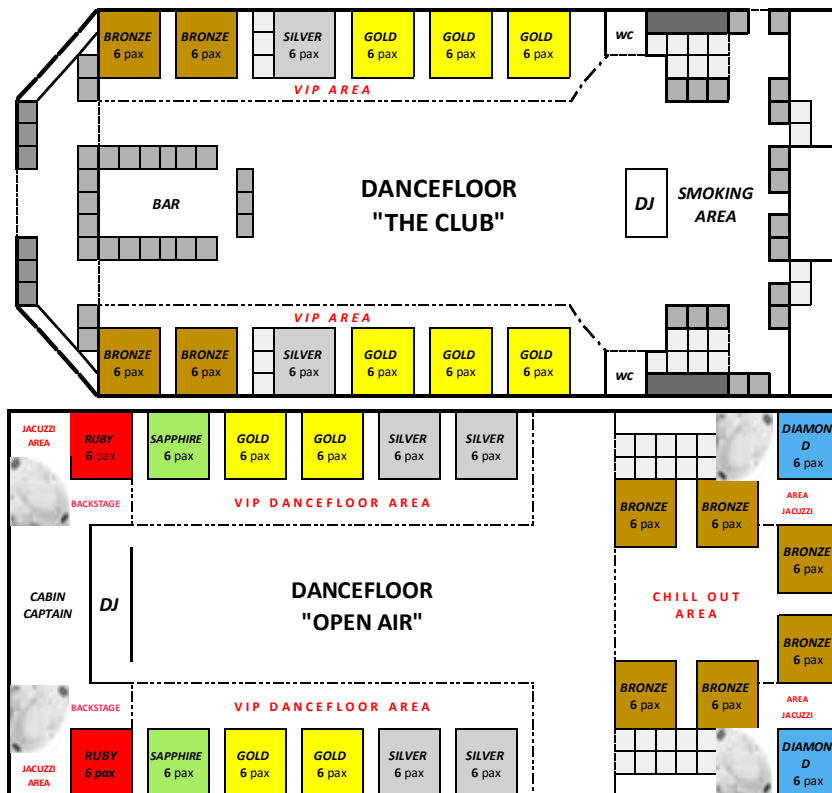 BRONZE
6 pax
BRONZE
6 pax
SILVER
6 pax
GOLD
6 pax
GOLD
6 pax
GOLD
6 pax
WC
VIP AREA
BAR
DANCEFLOOR
"THE CLUB"
DJ
SMOKING
AREA
VIP AREA
BRONZE
6 pax
BRONZE
6 pax
SILVER
6 pax
GOLD
6 pax
GOLD
6 pax
GOLD
6 pax
WC
JACUZZI
AREA
RUBY
6 pax
SAPPHIRE
6 pax
GOLD
6 pax
GOLD
6 pax
SILVER
6 pax
SILVER
6 pax
DIAMON
D
6 pax
BACKSTAGE
VIP DANCEFLOOR AREA
BRONZE
6 pax
BRONZE
6 pax
AREA
JACUZZI
BRONZE
6 pax
CABIN
CAPTAIN
DJ
DANCEFLOOR
"OPEN AIR"
CHILL OUT
AREA
BRONZE
6 pax
BRONZE
6 pax
BRONZE
6 pax
BACKSTAGE
VIP DANCEFLOOR AREA
AREA
JACUZZI
JACUZZI
AREA
RUBY
6 pax
SAPPHIRE
6 pax
GOLD
6 pax
GOLD
6 pax
SILVER
6 pax
SILVER
6 pax
DIAMON
D
6 pax